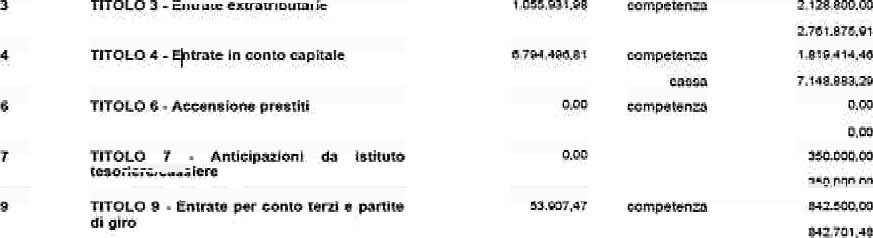 3 TITOLO 3 - Entrate extratributarie 1.055.931,98 competenza 2.128.800,00
2.761.875,91
4 TITOLO 4 - Entrate in conto capitale 6.794.496,81 competenza 1.819.414,46
cassa 7.148.883,29
6 TITOLO 6 - Accensione prestiti 0,00 competenza 0,00
0,00
7 TITOLO 7 - Anticipazioni da istituto 0,00 350.000,00
tesoriere/cassiere
350.000,00
9 TITOLO 9 - Entrate per conto terzi e partite 53.907,47 competenza 842.500,00
di giro
842.701,48